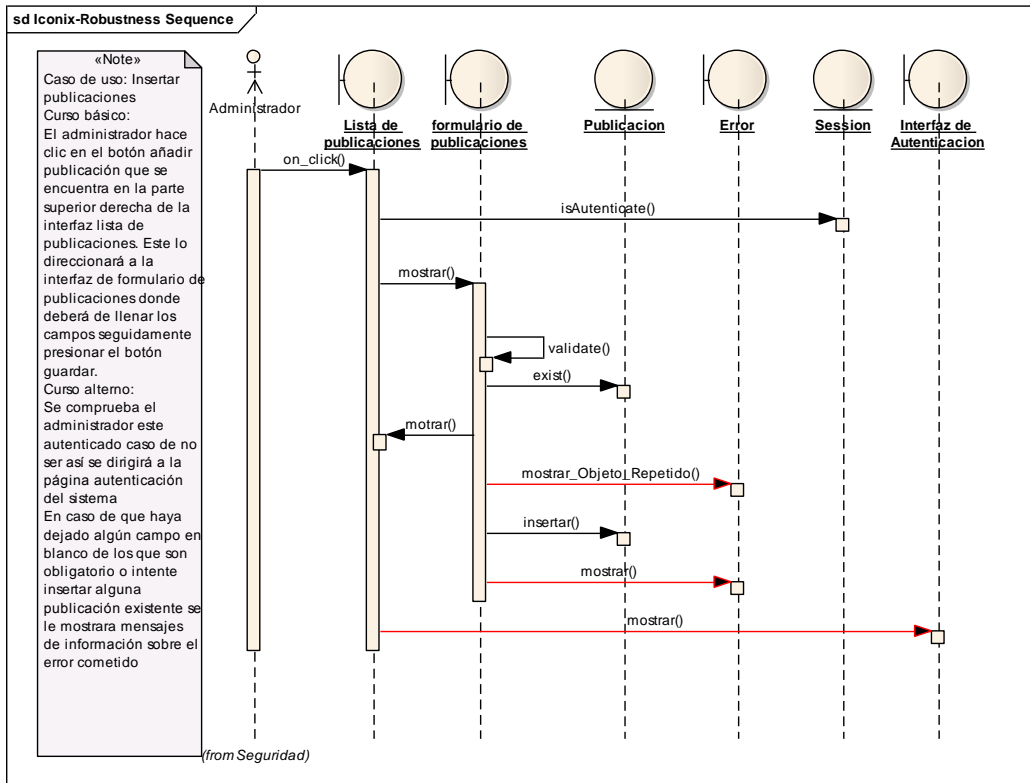 sd Iconix-Robustness Sequence
«Note»
Caso de uso: Insertar
publicaciones
Curso básico:
El administrador hace
clic en el botón añadir
publicación que se
encuentra en la parte
superior derecha de la
interfaz lista de
publicaciones. Este lo
direccionará a la
interfaz de formulario de
publicaciones donde
deberá de llenar los
campos seguidamente
presionar el botón
guardar.
Curso alterno:
Se comprueba el
administrador este
autenticado caso de no
ser así se dirigirá a la
página autenticación
del sistema
En caso de que haya
dejado algún campo en
blanco de los que son
obligatorio o intente
insertar alguna
publicación existente se
le mostrara mensajes
de información sobre el
error cometido
Administrador
Lista de
publicaciones
formulario de
publicaciones
Publicacion
Error
Session
Interfaz de
Autenticacion
on_click()
isAutenticate()
mostrar()
validate()
exist()
motrar()
mostrar_Objeto_Repetido()
insertar()
mostrar()
mostrar()
(from Seguridad)